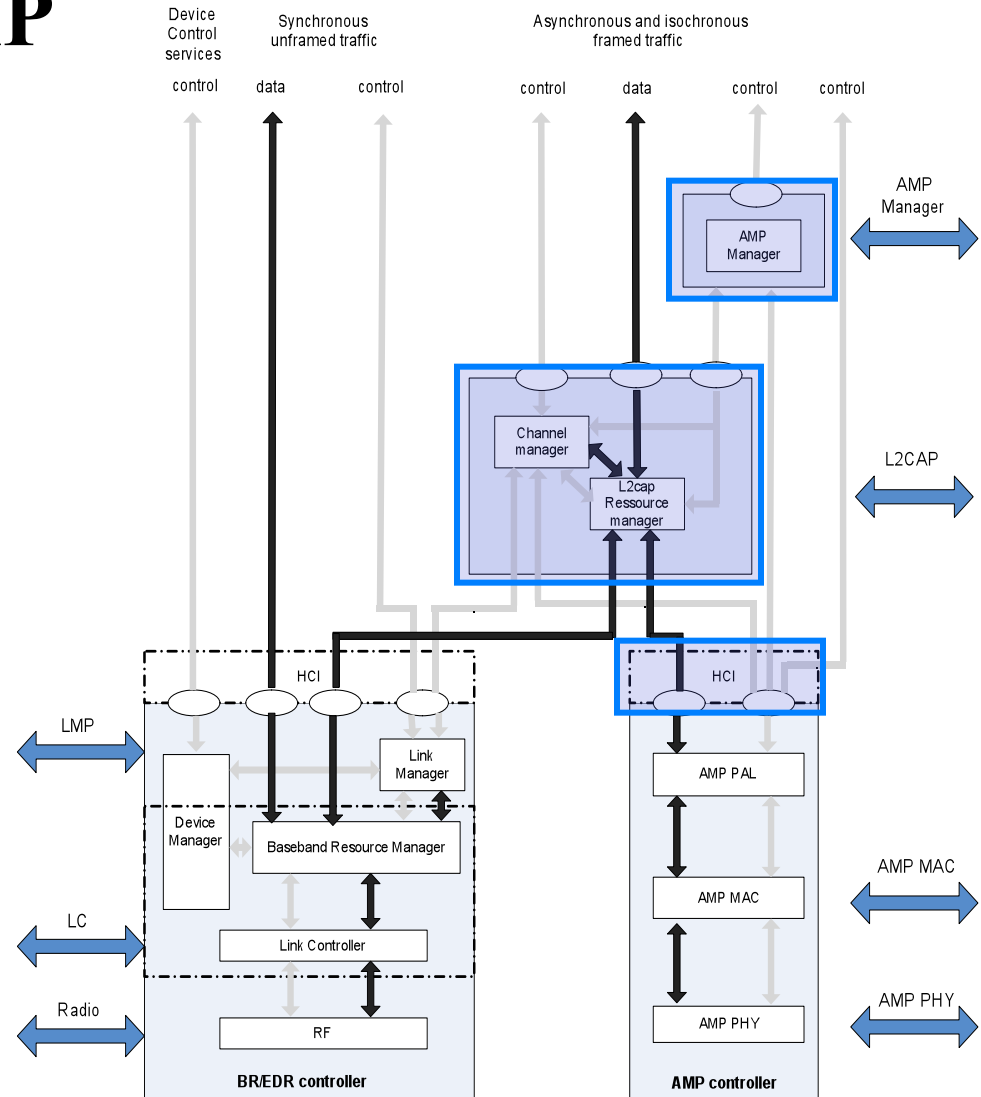 Device
Control
services
Synchronous
unframed traffic
Asynchronous and isochronous
framed traffic
control
data
control
control
data
control
control
AMP
Manager
AMP
Manager
Channel
manager
L2CAP
L2cap
Ressource
manager
HCI
HCI
LMP
Link
Manager
AMP PAL
Device
Manager
Baseband Resource Manager
AMP MAC
AMP MAC
LC
Link Controller
Radio
RF
AMP PHY
AMP PHY
BR/EDR controller
AMP controller